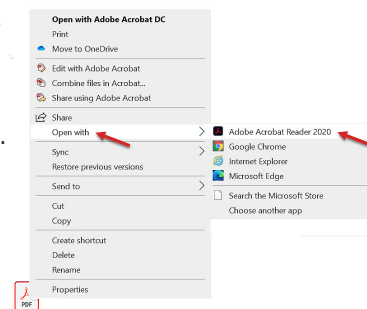 Open with Adobe Acrobat DC
Print
Move to OneDrive
Edit with Adobe Acrobat
Combine files in Acrobat...
Share using Adobe Acrobat
Share
Open with
Adobe Acrobat Reader 2020
Google Chrome
Sync
Internet Explorer
Restore previous versions
Microsoft Edge
Send to
Search the Microsoft Store
Cut
Choose another app
Copy
Create shortcut
Delete
Rename
Properties
PDF